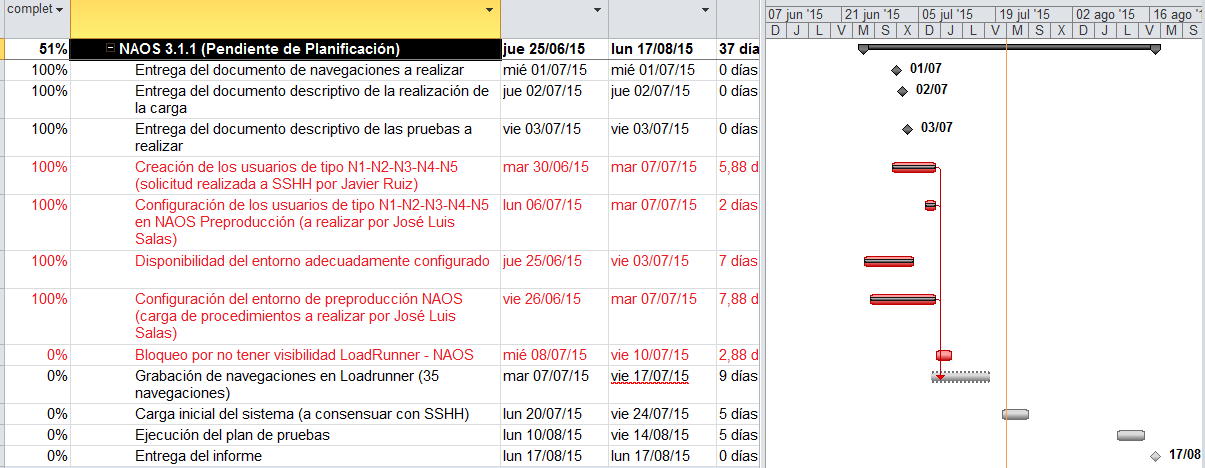 complet
07 jun '15 21 jun '15 05 jul '15 19 jul '15 02 ago '15 16 ago '15
D J L V M S D J L V M S D J L V M S
51% NAOS 3.1.1 (Pendiente de Planificación) jue 25/06/15 lun 17/08/15 37 día
100% Entrega del documento de navegaciones a realizar mié 01/07/15 mié 01/07/15 0 días 01/07
100% Entrega del documento descriptivo de la realización de jue 02/07/15 jue 02/07/15 0 días 02/07
la carga
100% Entrega del documento descriptivo de las pruebas a vie 03/07/15 vie 03/07/15 0 días 03/07
realizar
100% Creación de los usuarios de tipo N1-N2-N3-N4-N5 mar 30/06/15 mar 07/07/15 5,88 d
(solicitud realizada a SSHH por Javier Ruiz)
100% Configuración de los usuarios de tipo N1-N2-N3-N4-N5 lun 06/07/15 mar 07/07/15 2 días
en NAOS Preproducción (a realizar por José Luis
Salas)
100% Disponibilidad del entorno adecuadamente configurado jue 25/06/15 vie 03/07/15 7 días
100% Configuración del entorno de preproducción NAOS vie 26/06/15 mar 07/07/15 7,88 d
(carga de procedimientos a realizar por José Luis
Salas)
0% Bloqueo por no tener visibilidad LoadRunner - NAOS mié 08/07/15 vie 10/07/15 2,88 d
0% Grabación de navegaciones en Loadrunner (35 mar 07/07/15 vie 17/07/15 9 días
navegaciones)
0% Carga inicial del sistema (a consensuar con SSHH) lun 20/07/15 vie 24/07/15 5 días
0% Ejecución del plan de pruebas lun 10/08/15 vie 14/08/15 5 días
0% Entrega del informe lun 17/08/15 lun 17/08/15 0 días 17/08